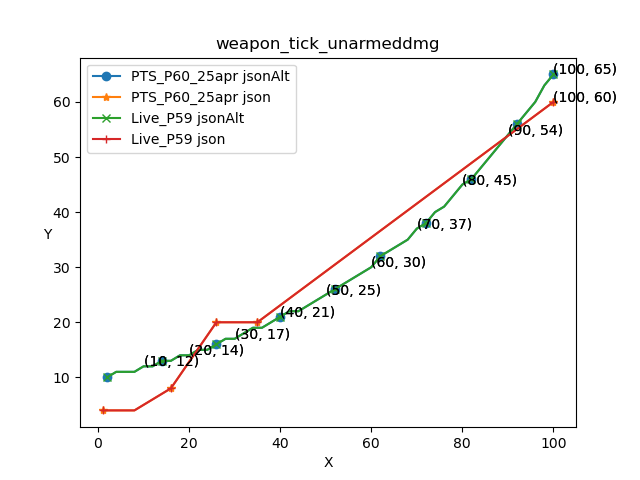 weapon_tick_unarmeddmg
PTS_P60_25apr jsonAlt
PTS_P60_25apr json
Live_P59 jsonAlt
Live_P59 json
(100, 65)
(100, 60)
(90, 54)
(80, 45)
(70, 37)
(60, 30)
(50, 25)
(40, 21)
(30, 17)
(20, 14)
(10, 12)
Y
60
50
40
30
20
10
0 20 40 60 80 100
X